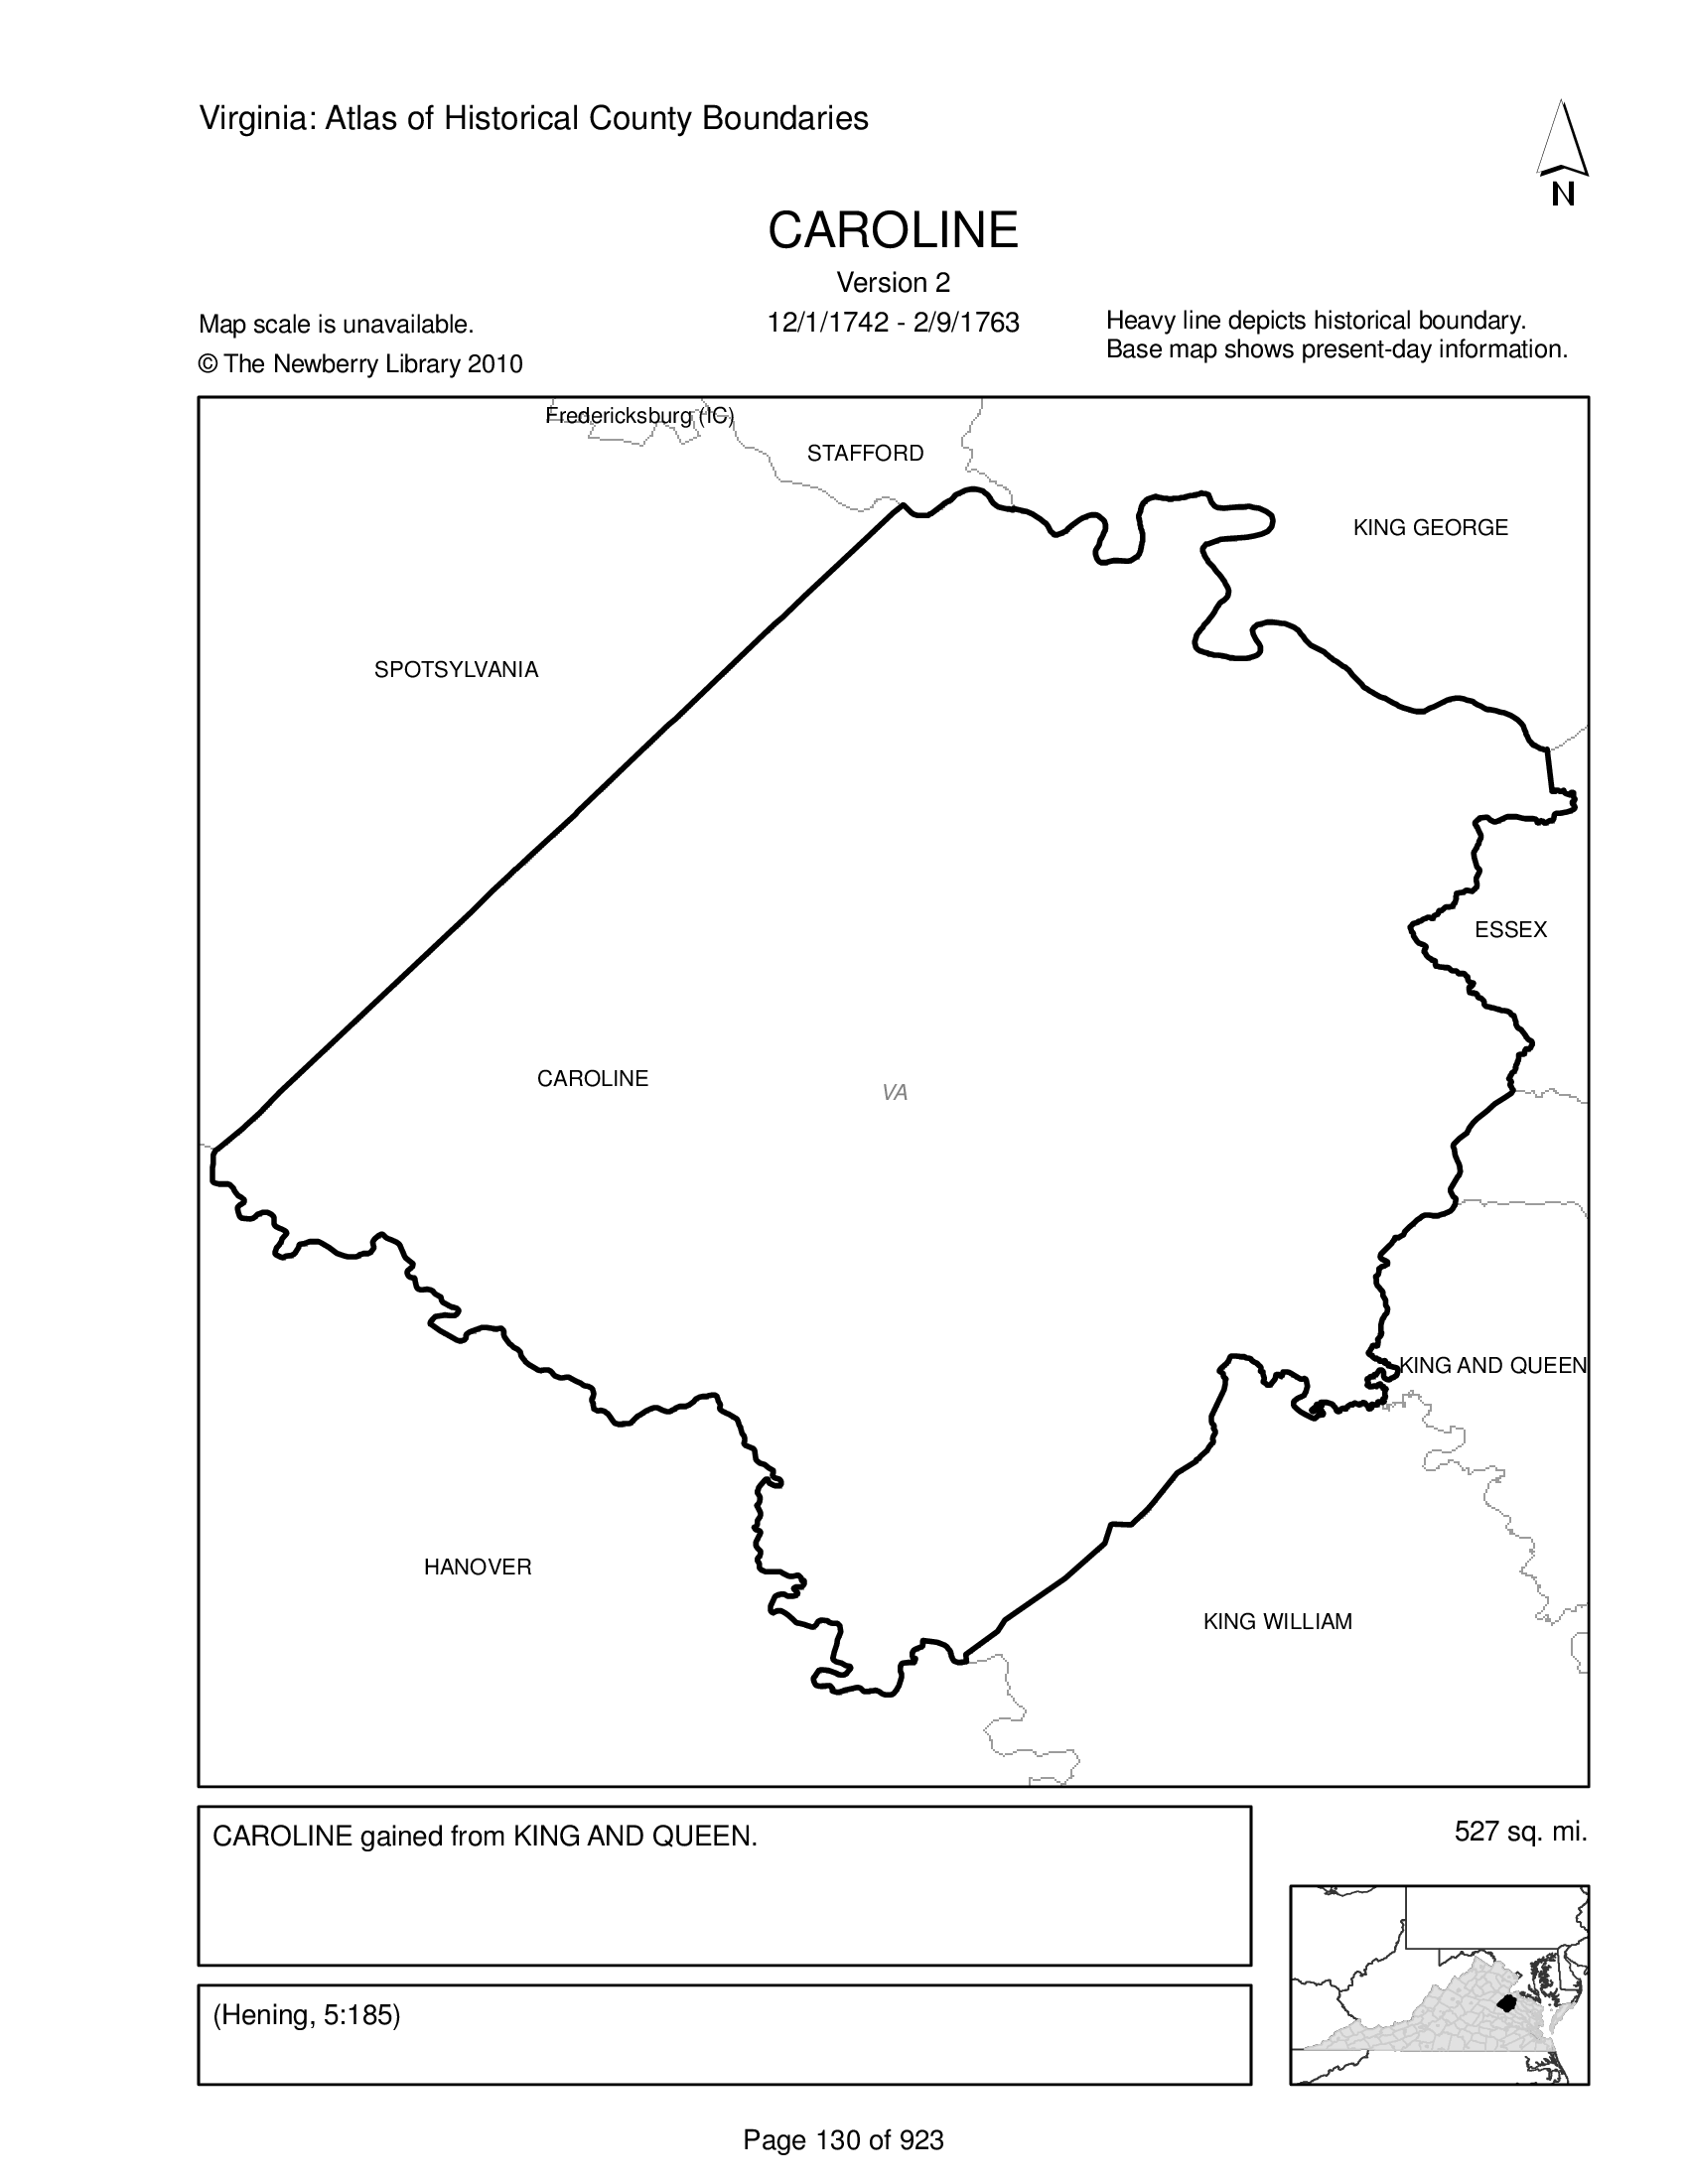 Virginia: Atlas of Historical County Boundaries
N
CAROLINE
Version 2
12/1/1742 - 2/9/1763
Map scale is unavailable.
© The Newberry Library 2010
Heavy line depicts historical boundary.
Base map shows present-day information.
Fredericksburg (IC)
STAFFORD
KING GEORGE
SPOTSYLVANIA
ESSEX
CAROLINE
VA
KING AND QUEEN
HANOVER
KING WILLIAM
CAROLINE gained from KING AND QUEEN.
527 sq. mi.
(Hening, 5:185)
Page 130 of 923